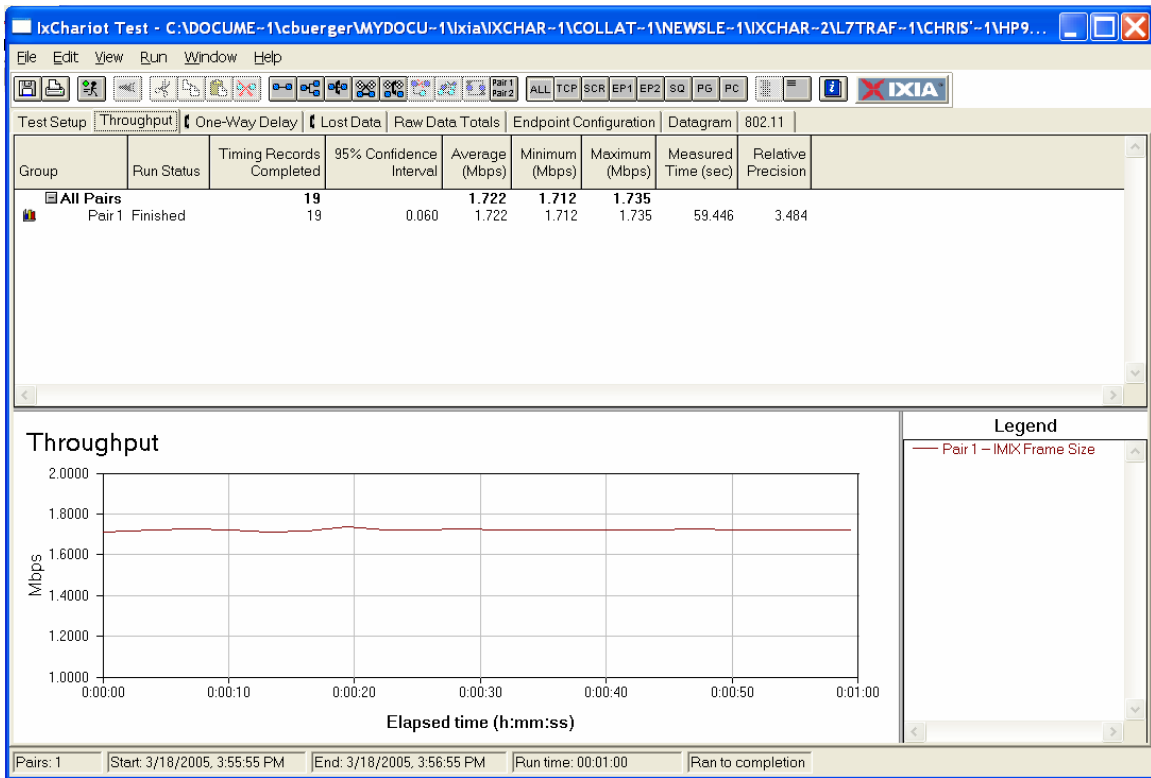 IxChariot Test - C:\DOCUME~1\cbuerger\MYDOCU~1\Ixia\IXCHAR~1\COLLAT~1\NEWSLE~1\IXCHAR~2\L7TRAF~1\CHRIS'~1\HP9...
File Edit View Run Window Help
Pair 1 Pair 2 ALL TCP SCR EP1 EP2 SQ PG PC IXIA
Test Setup Throughput One-Way Delay Lost Data Raw Data Totals Endpoint Configuration Datagram 802.11
Group Run Status Timing Records Completed 95% Confidence Interval Average (Mbps) Minimum (Mbps) Maximum (Mbps) Measured Time (sec) Relative Precision
All Pairs 19 1.722 1.712 1.735
Pair 1 Finished 19 0.060 1.722 1.712 1.735 59.446 3.484
Throughput
Mbps
2.0000
1.8000
1.6000
1.4000
1.2000
1.0000
0:00:00 0:00:10 0:00:20 0:00:30 0:00:40 0:00:50 0:01:00
Elapsed time (h:mm:ss)
Legend
Pair 1 – IMIX Frame Size
Pairs: 1 Start: 3/18/2005, 3:55:55 PM End: 3/18/2005, 3:56:55 PM Run time: 00:01:00 Ran to completion